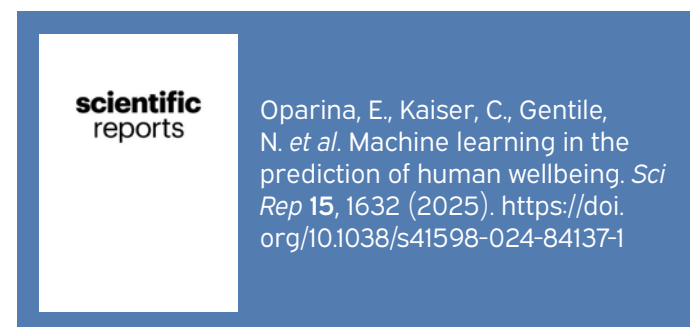 scientific
reports
Oparina, E., Kaiser, C., Gentile,
N. et al. Machine learning in the
prediction of human wellbeing. Sci
Rep 15, 1632 (2025). https://doi.
org/10.1038/s41598-024-84137-1